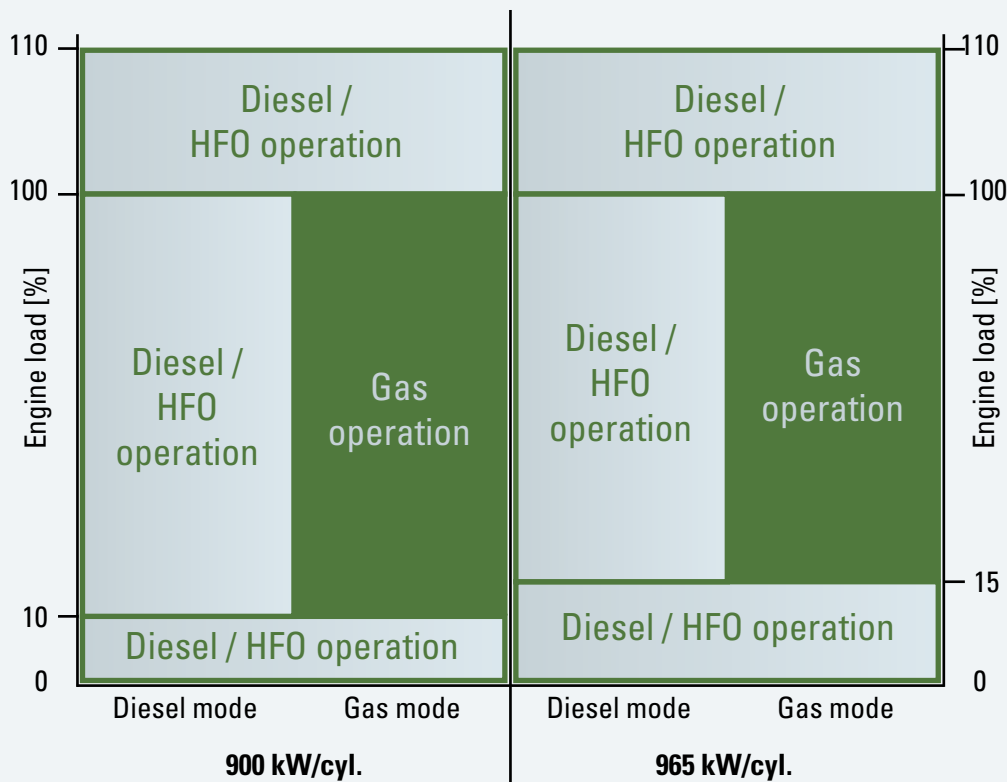 110
110
Diesel /
HFO operation
Diesel /
HFO operation
100
100
Engine load [%]
Diesel /
HFO
operation
Gas
operation
Diesel /
HFO
operation
Gas
operation
Engine load [%]
15
10
Diesel / HFO operation
Diesel / HFO operation
0
0
Diesel mode
Gas mode
Diesel mode
Gas mode
900 kW/cyl.
965 kW/cyl.